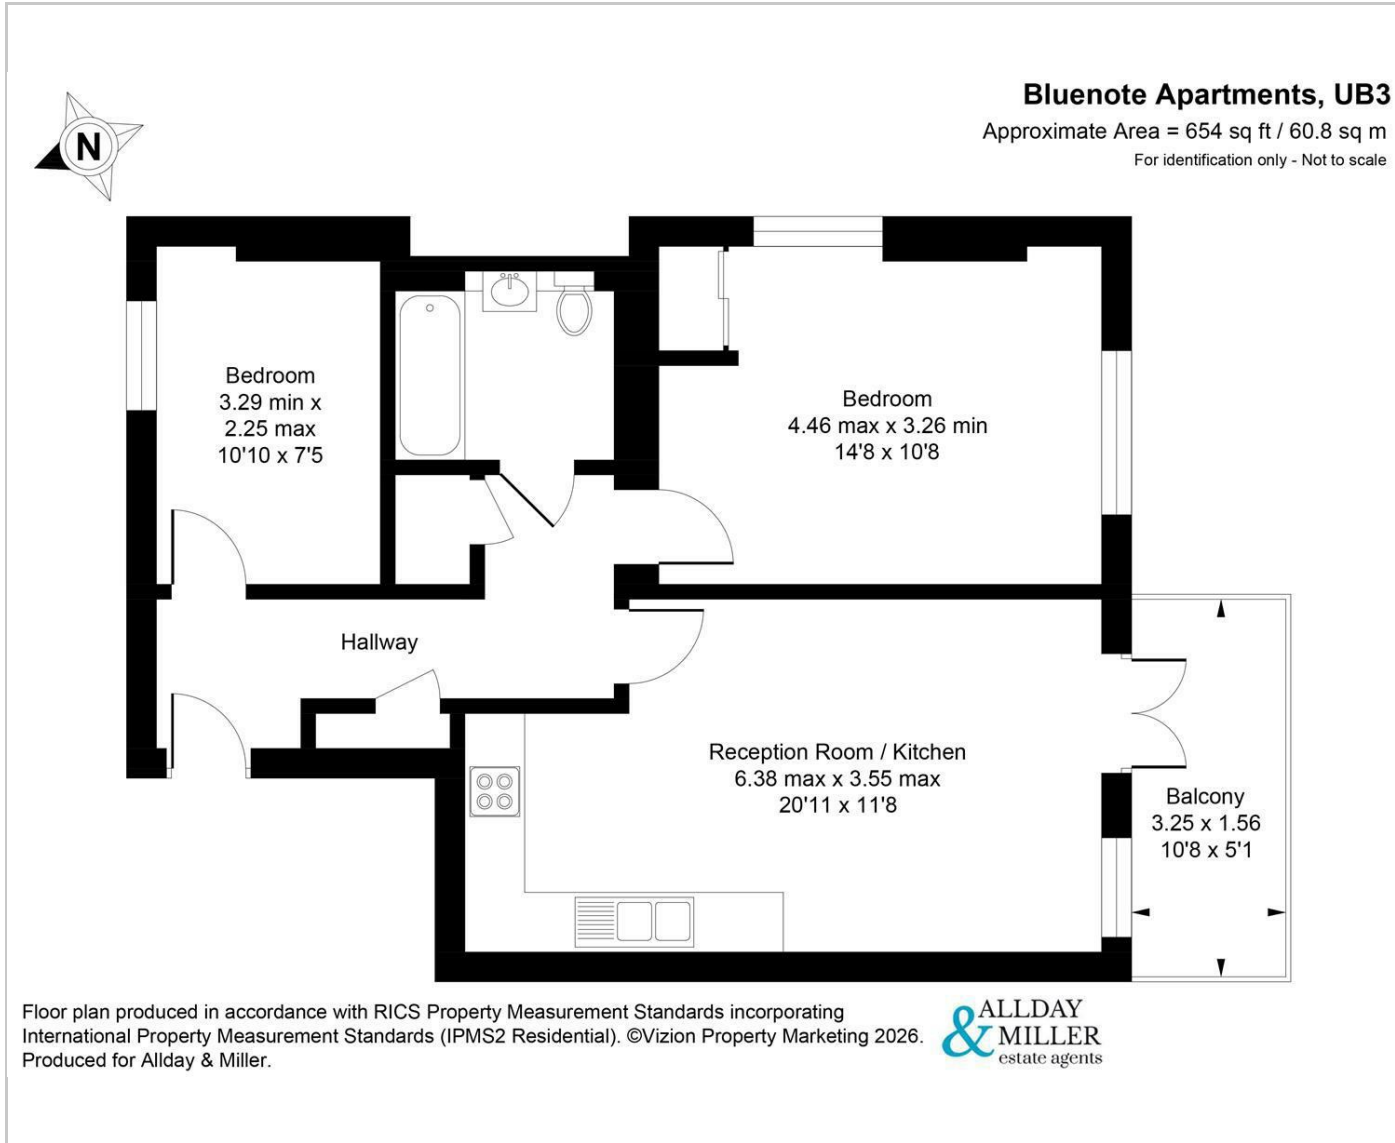 Bluenote Apartments, UB3
Approximate Area = 654 sq ft / 60.8 sq m
For identification only - Not to scale
N
Bedroom
3.29 min x
2.25 max
10'10 x 7'5
Bedroom
4.46 max x 3.26 min
14'8 x 10'8
Hallway
Reception Room / Kitchen
6.38 max x 3.55 max
20'11 x 11'8
Balcony
3.25 x 1.56
10'8 x 5'1
Floor plan produced in accordance with RICS Property Measurement Standards incorporating
International Property Measurement Standards (IPMS2 Residential). ©Vizion Property Marketing 2026.
Produced for Allday & Miller.
ALLDAY
& MILLER
estate agents